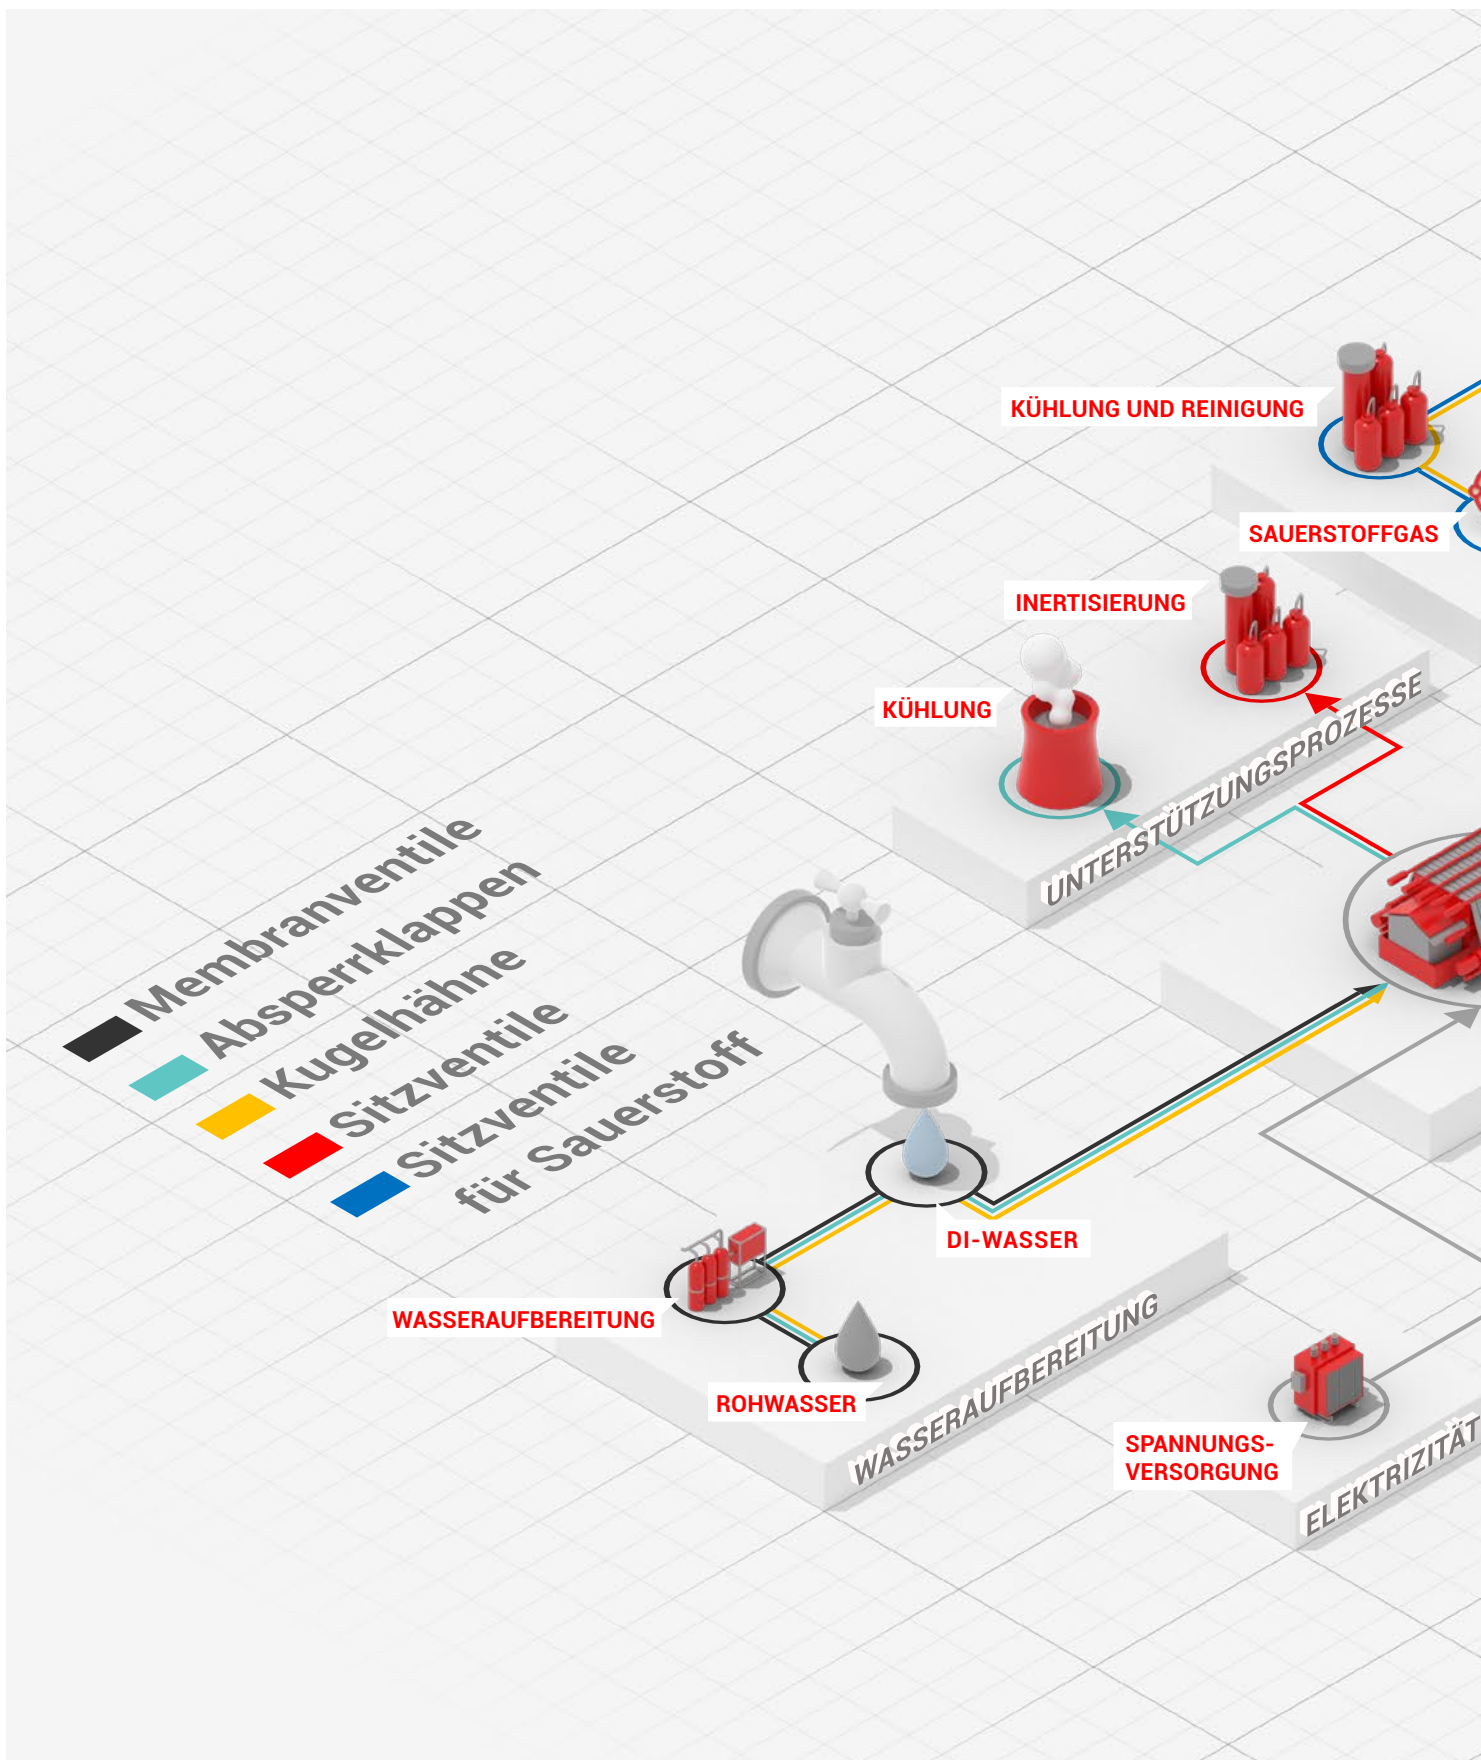 KÜHLUNG UND REINIGUNG
SAUERSTOFFGAS
INERTISIERUNG
KÜHLUNG
UNTERSTÜTZUNGSPROZESSE
Membranventile
Absperrklappen
Kugelhähne
Sitzventile
Sitzventile
für Sauerstoff
DI-WASSER
WASSERAUFBEREITUNG
ROHWASSER
WASSERAUFBEREITUNG
SPANNUNGS-
VERSORGUNG
ELEKTRIZITÄT